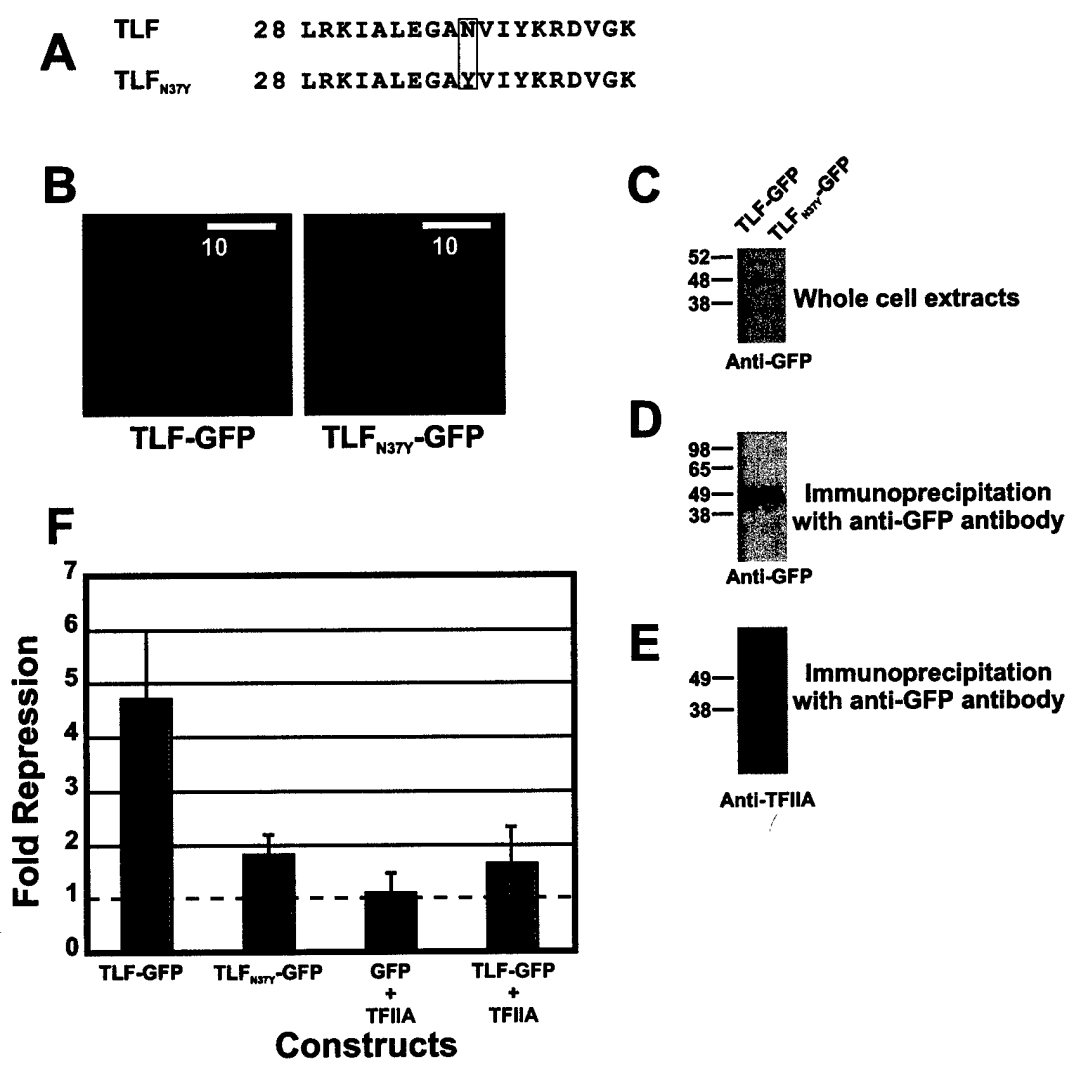 A
TLF 28 LRKIALEGANVIYKRDVGK
TLFN37Y 28 LRKIALEGAYVIYKRDVGK
B
10
10
TLF-GFP
TLFN37Y-GFP
C
TLF-GFP
TLFN37Y-GFP
52
48
38
Whole cell extracts
Anti-GFP
D
98
65
49
38
Immunoprecipitation
with anti-GFP antibody
Anti-GFP
E
49
38
Immunoprecipitation
with anti-GFP antibody
Anti-TFIIA
F
Fold Repression
7
6
5
4
3
2
1
0
TLF-GFP
TLFN37Y-GFP
GFP
+
TFIIA
TLF-GFP
+
TFIIA
Constructs